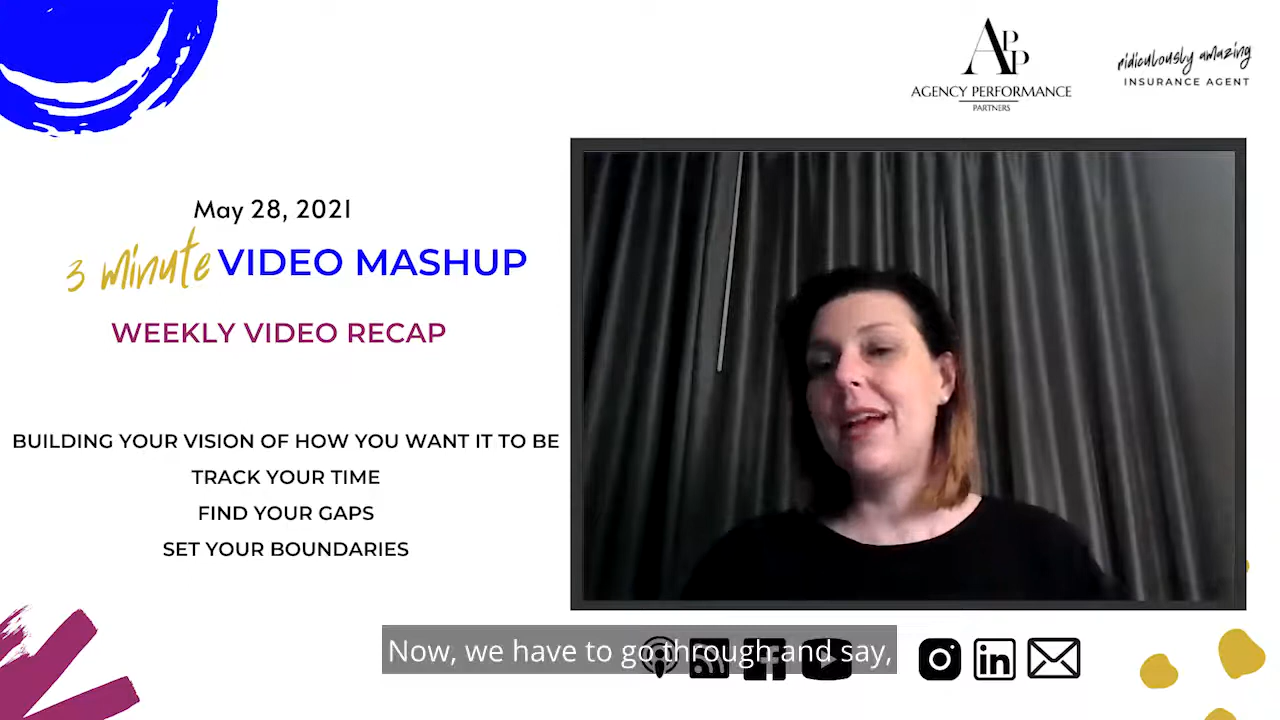 APP
AGENCY PERFORMANCE
PARTNERS
ridiculously amazing
INSURANCE AGENT
May 28, 2021
3 minute VIDEO MASHUP
WEEKLY VIDEO RECAP
BUILDING YOUR VISION OF HOW YOU WANT IT TO BE
TRACK YOUR TIME
FIND YOUR GAPS
SET YOUR BOUNDARIES
Now, we have to go through and say,
in